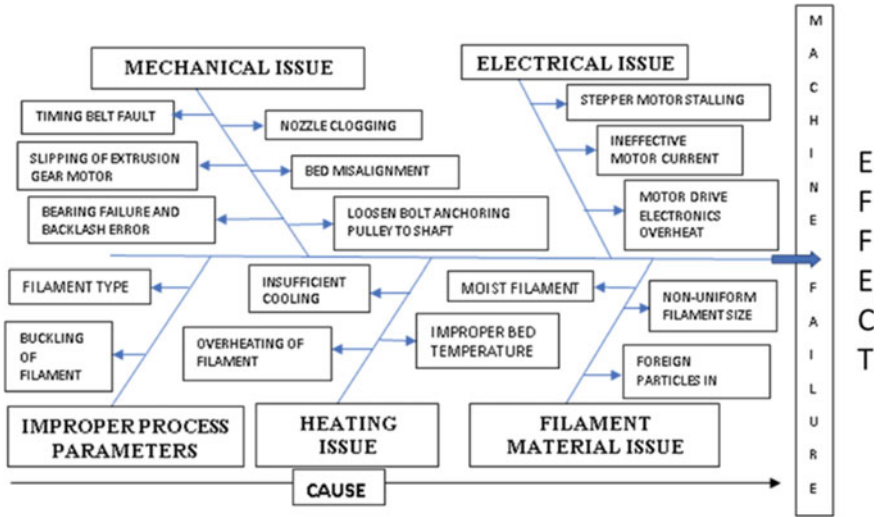 MECHANICAL ISSUE
TIMING BELT FAULT
NOZZLE CLOGGING
SLIPPING OF EXTRUSION
GEAR MOTOR
BED MISALIGNMENT
BEARING FAILURE AND
BACKLASH ERROR
LOOSEN BOLT ANCHORING
PULLEY TO SHAFT
ELECTRICAL ISSUE
STEPPER MOTOR STALLING
INEFFECTIVE
MOTOR CURRENT
MOTOR DRIVE
ELECTRONICS
OVERHEAT
FILAMENT TYPE
BUCKLING
OF
FILAMENT
IMPROPER PROCESS
PARAMETERS
INSUFFICIENT
COOLING
OVERHEATING OF
FILAMENT
IMPROPER BED
TEMPERATURE
HEATING
ISSUE
MOIST FILAMENT
NON-UNIFORM
FILAMENT SIZE
FOREIGN
PARTICLES IN
FILAMENT
MATERIAL ISSUE
CAUSE
MACHINE FAILLURE
EFFECT